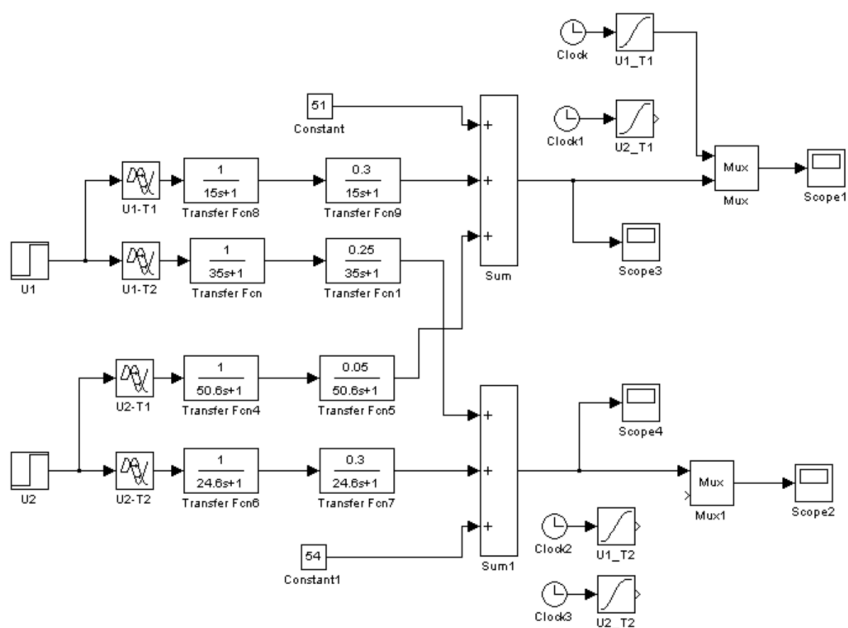 Clock
U1_T1
51
Constant
Clock1
U2_T1
Mux
Mux
Scope1
U1-T1
1
15s+1
Transfer Fcn8
0.3
15s+1
Transfer Fcn9
+
+
+
Sum
Scope3
U1
U1-T2
1
35s+1
Transfer Fcn
0.25
35s+1
Transfer Fcn1
U2-T1
1
50.6s+1
Transfer Fcn4
0.05
50.6s+1
Transfer Fcn5
Scope4
U2
U2-T2
1
24.6s+1
Transfer Fcn6
0.3
24.6s+1
Transfer Fcn7
+
+
+
Sum1
Mux
Mux1
Scope2
54
Constant1
Clock2
U1_T2
Clock3
U2_T2